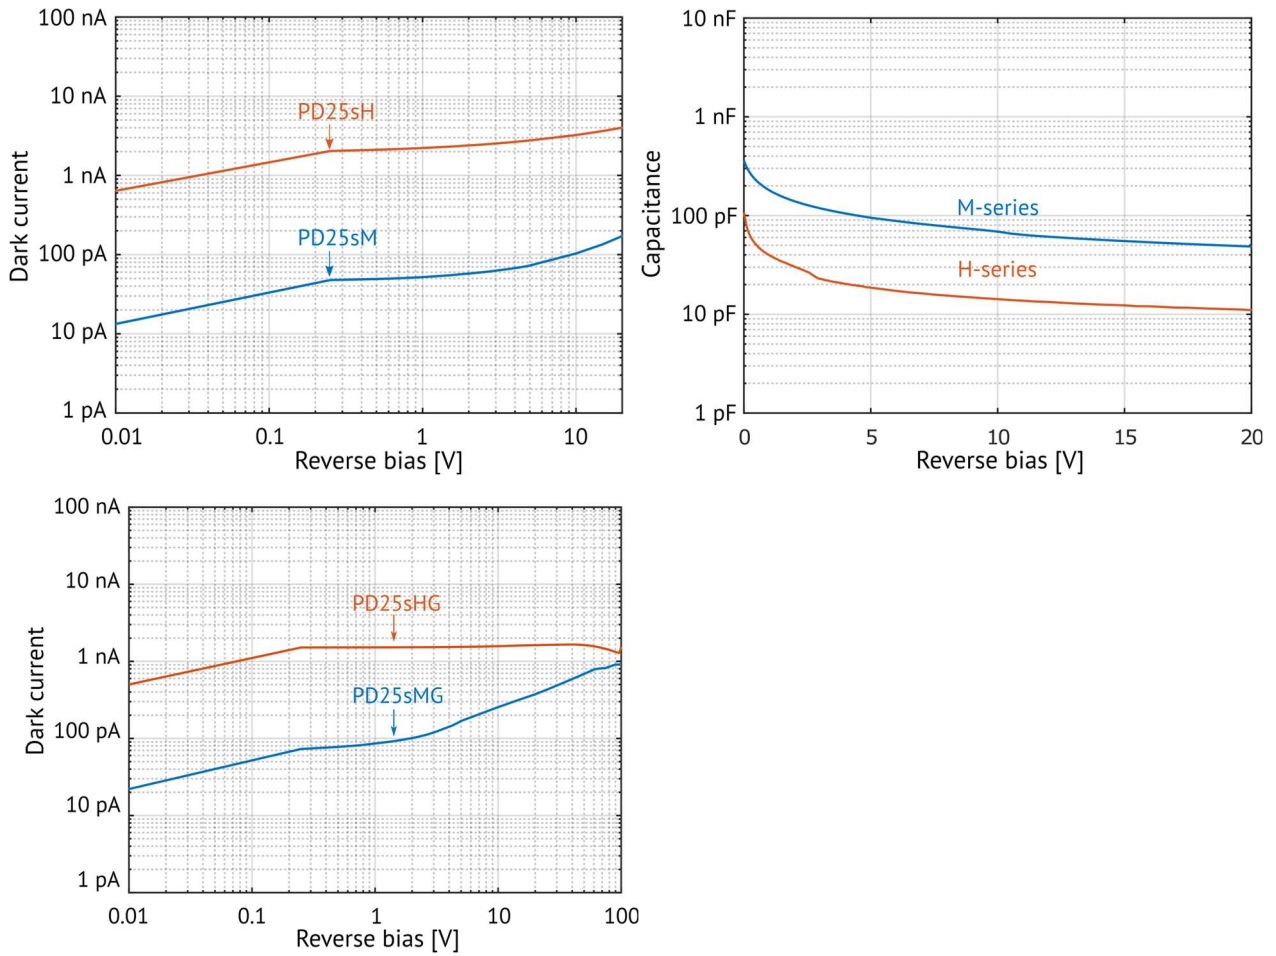 100 nA
10 nA
1 nA
100 pA
10 pA
1 pA
Dark current
PD25sH
PD25sM
0.01
0.1
1
10
Reverse bias [V]
10 nF
1 nF
100 pF
10 pF
1 pF
Capacitance
M-series
H-series
0
5
10
15
20
Reverse bias [V]
100 nA
10 nA
1 nA
100 pA
10 pA
1 pA
Dark current
PD25sHG
PD25sMG
0.01
0.1
1
10
100
Reverse bias [V]